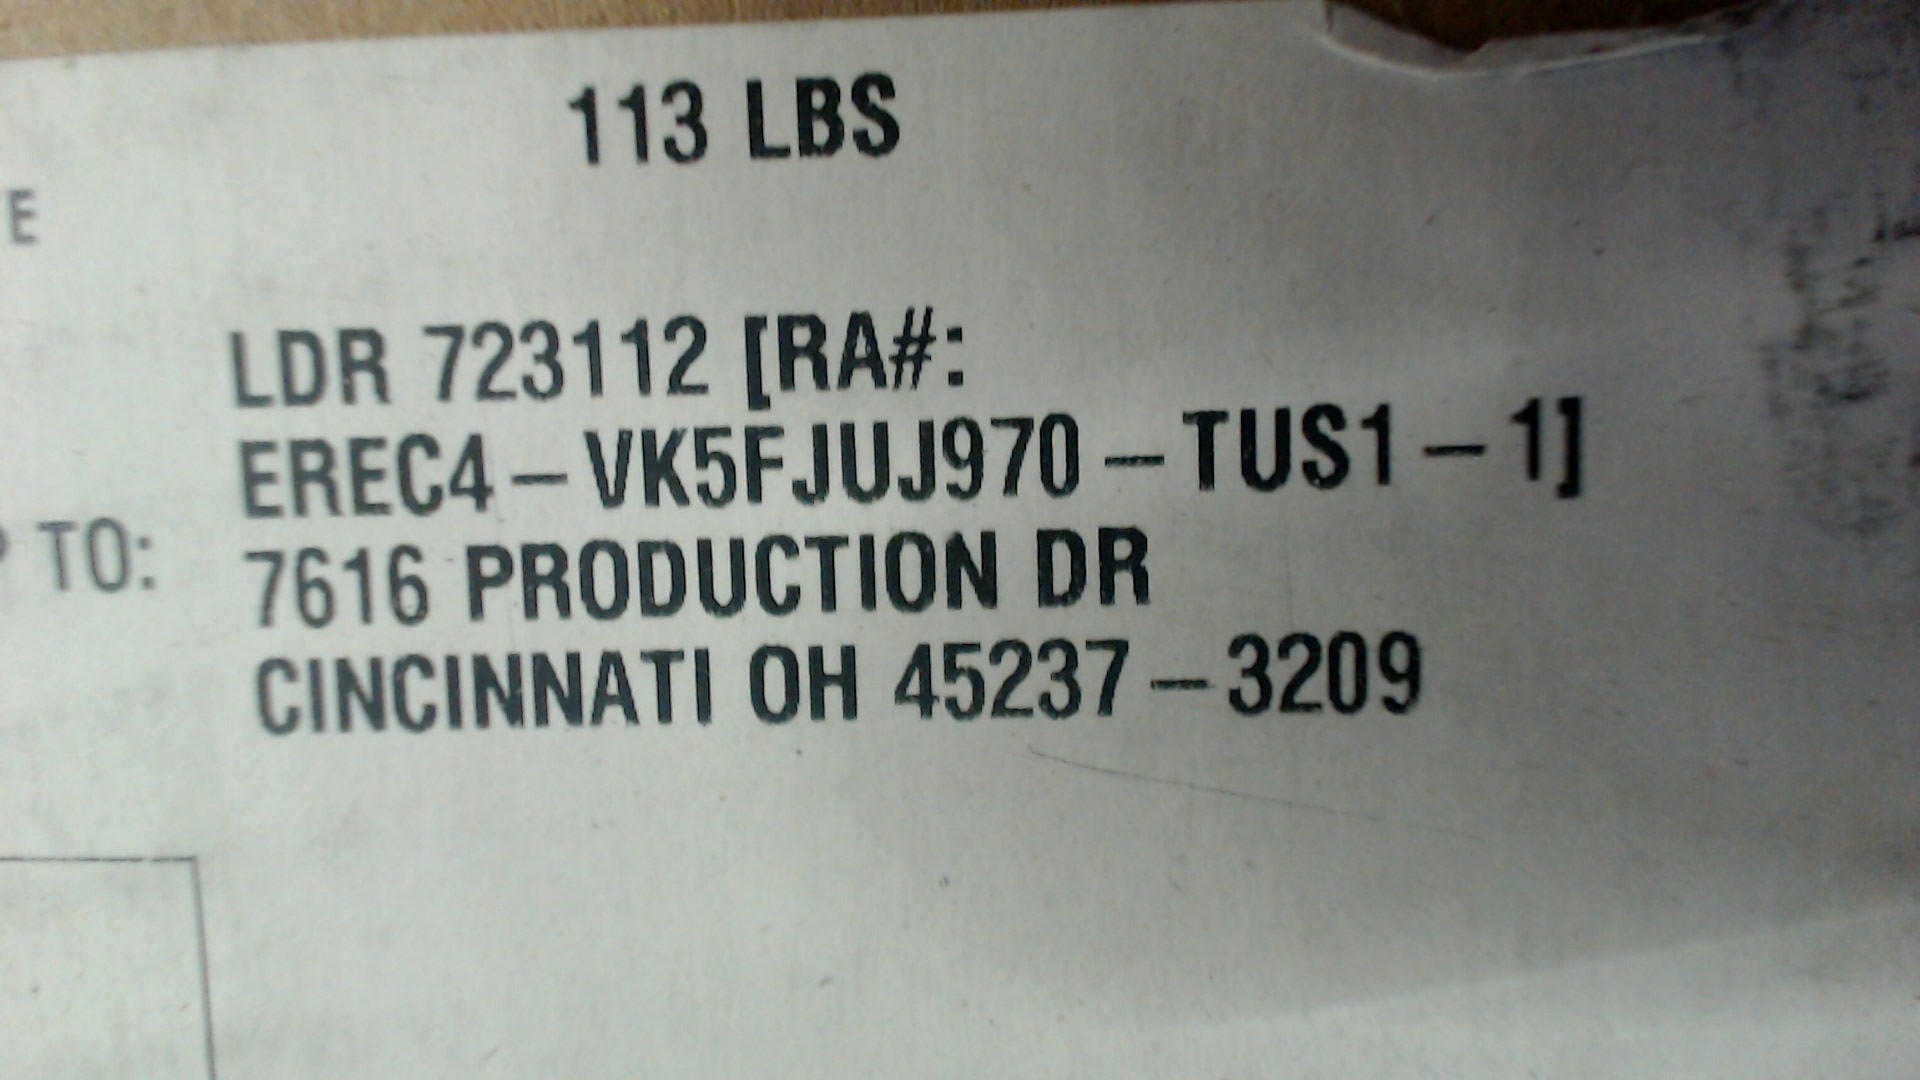 113 LBS
E
LDR 723112 [RA#:
EREC4-VK5FJUJ970-TUS1-1]
TO:
7616 PRODUCTION DR
CINCINNATI OH 45237-3209